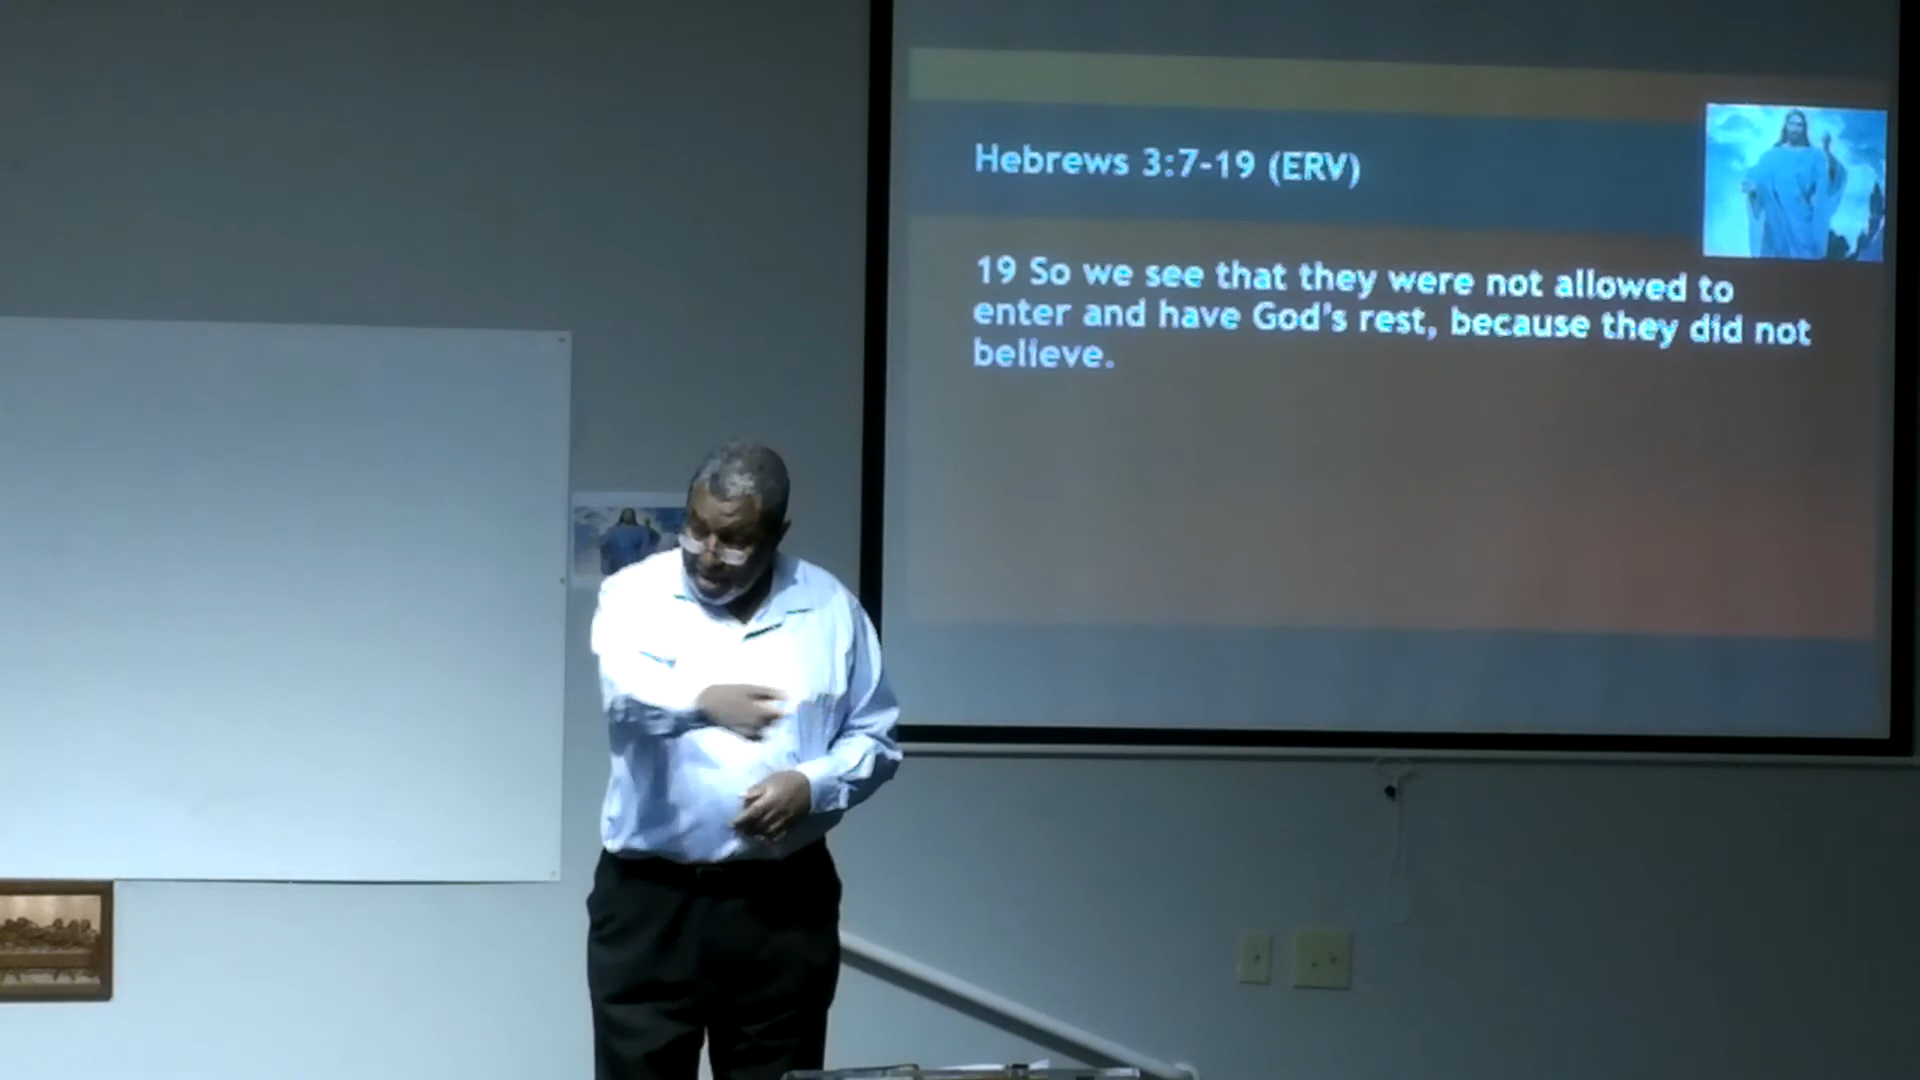 Hebrews 3:7-19 (ERV)
19 So we see that they were not allowed to
enter and have God's rest, because they did not
believe.